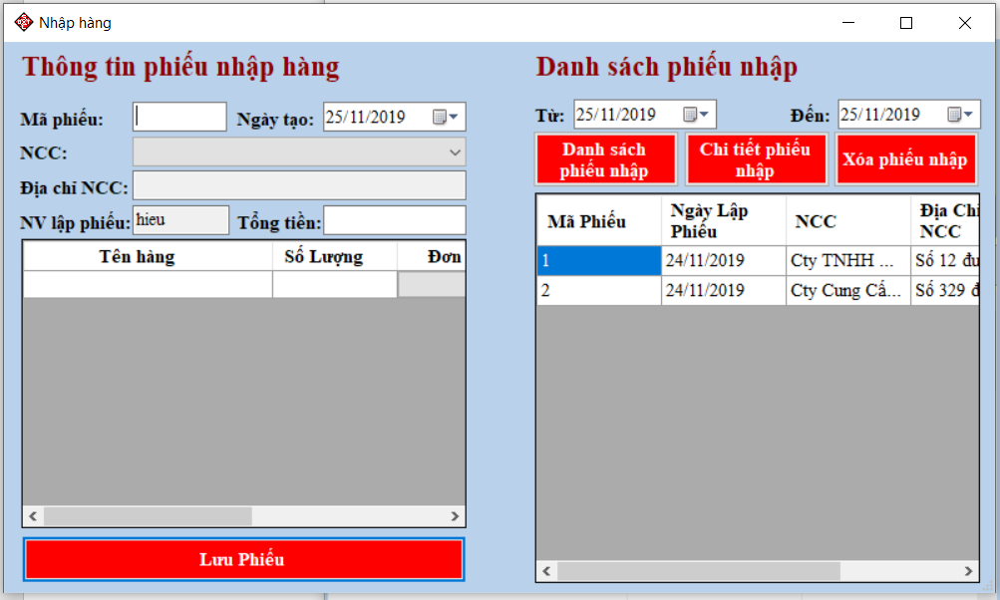 Nhập hàng
Thông tin phiếu nhập hàng
Mã phiếu:
Ngày tạo: 25/11/2019
NCC:
Địa chỉ NCC:
NV lập phiếu: hieu
Tổng tiền:
Tên hàng Số Lượng Đơn
Lưu Phiếu
Danh sách phiếu nhập
Từ: 25/11/2019
Đến: 25/11/2019
Danh sách
phiếu nhập
Chi tiết phiếu
nhập
Xóa phiếu nhập
Mã Phiếu
Ngày Lập
Phiếu
NCC
Địa Chỉ
NCC
1 24/11/2019 Cty TNHH ... Số 12 đư
2 24/11/2019 Cty Cung Cấ... Số 329 đ